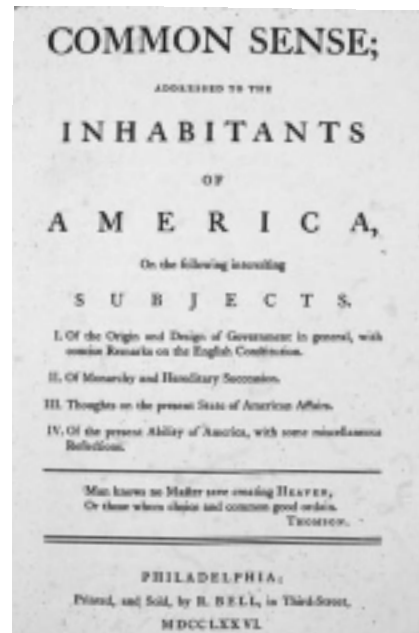 COMMON SENSE;
ADDRESSED TO THE
INHABITANTS
OF
AMERICA,
On the following interesting
SUBJECTS.
I. Of the Origin and Design of Government in general, with
concise Remarks on the English Constitution.
II. Of Monarchy and Hereditary Succession.
III. Thoughts on the present State of American Affairs.
IV. Of the present Ability of America, with some miscellaneous
Reflections.
Man knows no Master save creating HEAVEN,
Or those whom choice and common good ordain.
THOMSON.
PHILADELPHIA;
Printed, and Sold, by R. BELL, in Third-Street.
MDCCLXXVI.